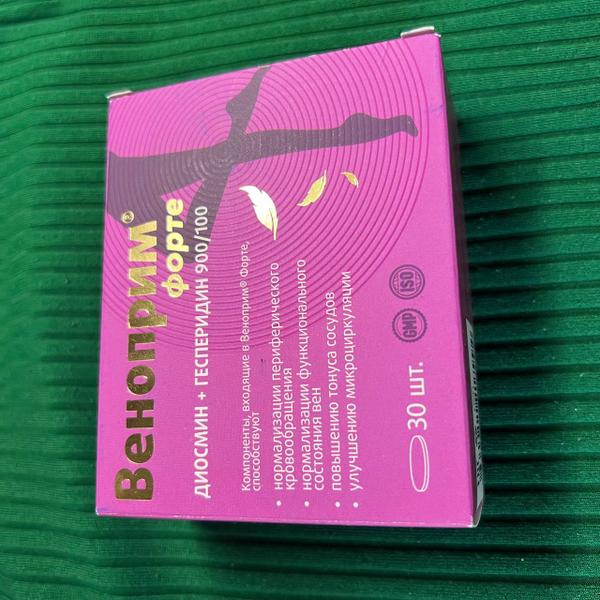 Веноприм®
форте
ДИОСМИН + ГЕСПЕРИДИН 900/100
Компоненты, входящие в Веноприм® Форте,
способствуют
• нормализации периферического
кровообращения
• нормализации функционального
состояния вен
• повышению тонуса сосудов
• улучшению микроциркуляции
30 шт.
GMP
ISO